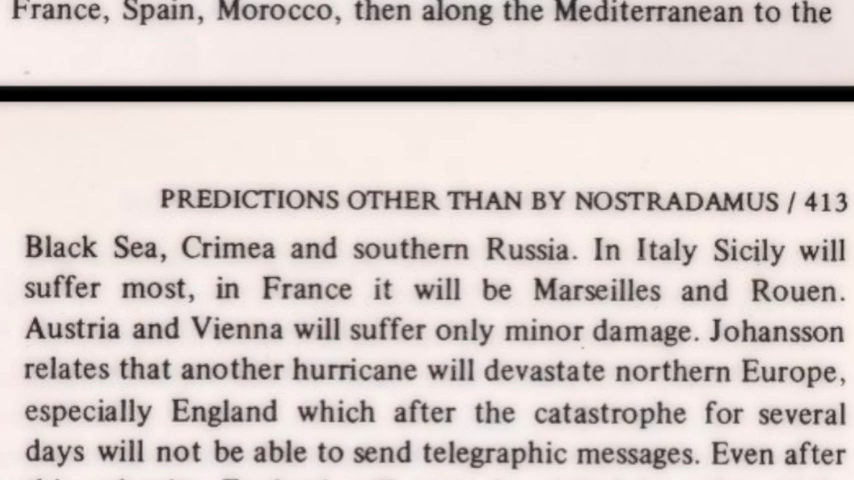 France, Spain, Morocco, then along the Mediterranean to the
PREDICTIONS OTHER THAN BY NOSTRADAMUS / 413
Black Sea, Crimea and southern Russia. In Italy Sicily will
suffer most, in France it will be Marseilles and Rouen.
Austria and Vienna will suffer only minor damage. Johansson
relates that another hurricane will devastate northern Europe,
especially England which after the catastrophe for several
days will not be able to send telegraphic messages. Even after